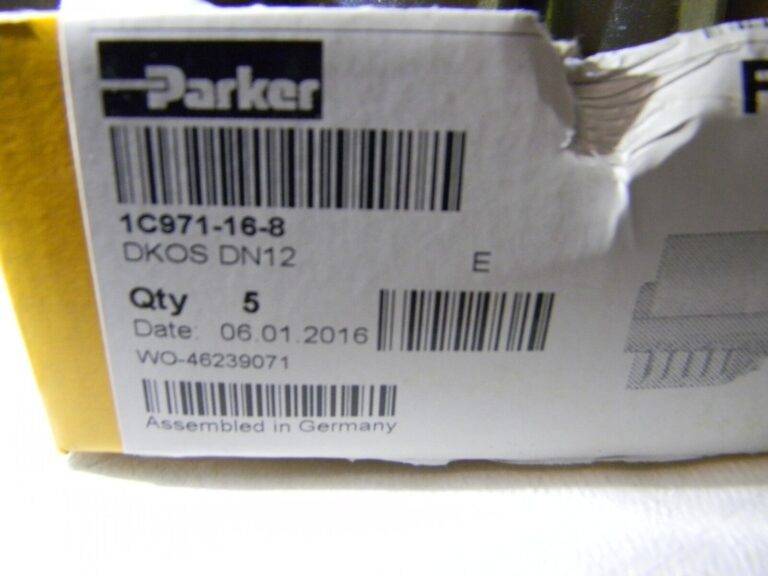 Parker
1C971-16-8
DKOS DN12
E
Qty 5
Date: 06.01.2016
WO-46239071
Assembled in Germany